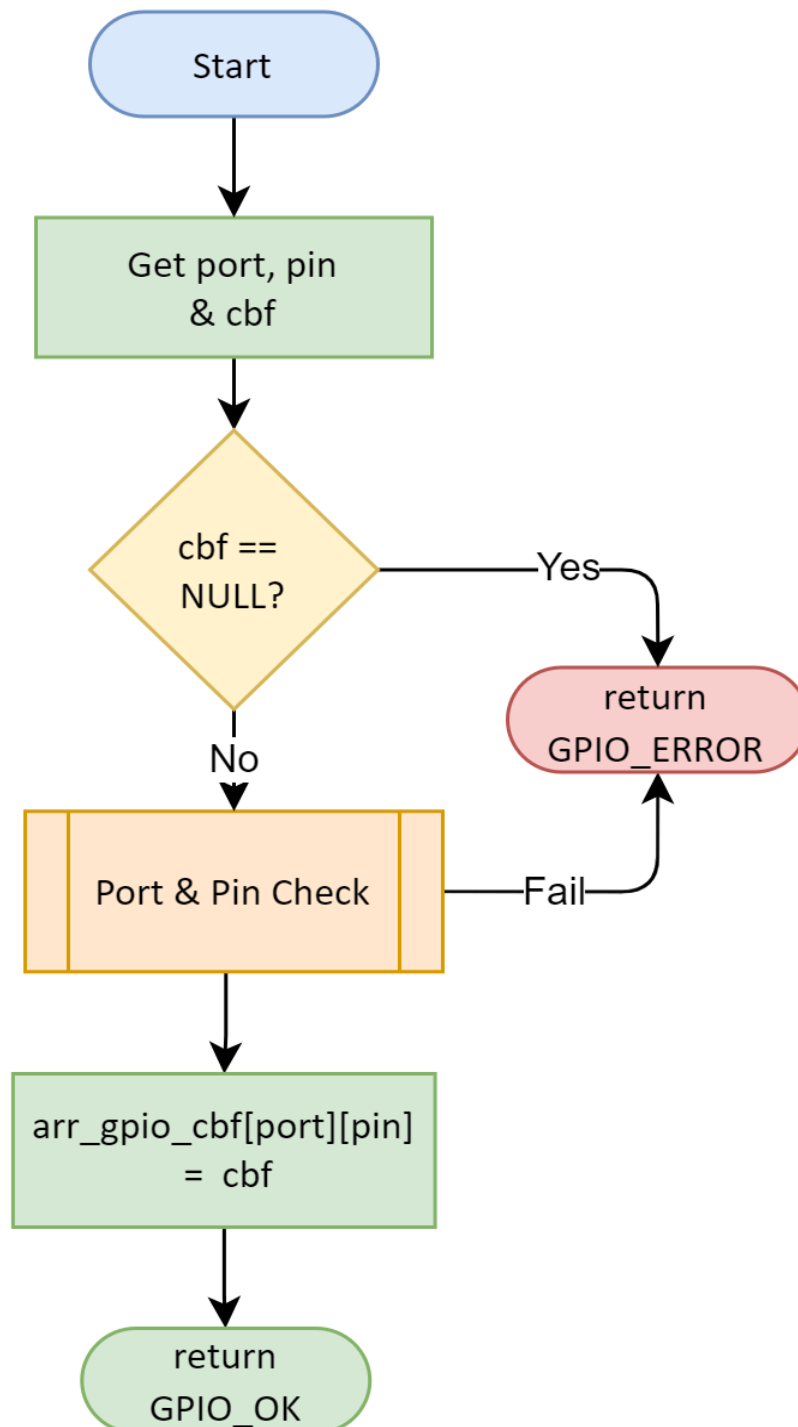 Start
Get port, pin
& cbf
cbf ==
NULL?
Yes
return
GPIO_ERROR
No
Port & Pin Check
Fail
arr_gpio_cbf[port][pin]
= cbf
return
GPIO_OK